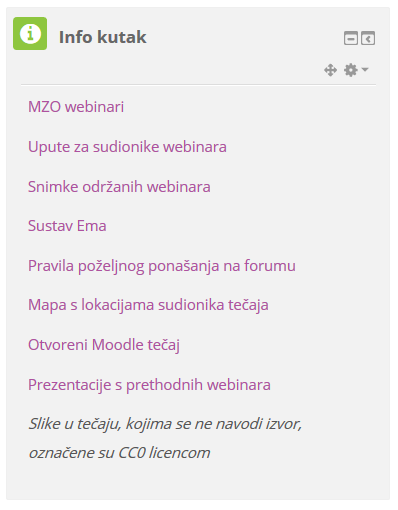 Info kutak
MZO webinari
Upute za sudionike webinara
Snimke održanih webinara
Sustav Ema
Pravila poželjnog ponašanja na forumu
Mapa s lokacijama sudionika tečaja
Otvoreni Moodle tečaj
Prezentacije s prethodnih webinara
Slike u tečaju, kojima se ne navodi izvor,
označene su CC0 licencom